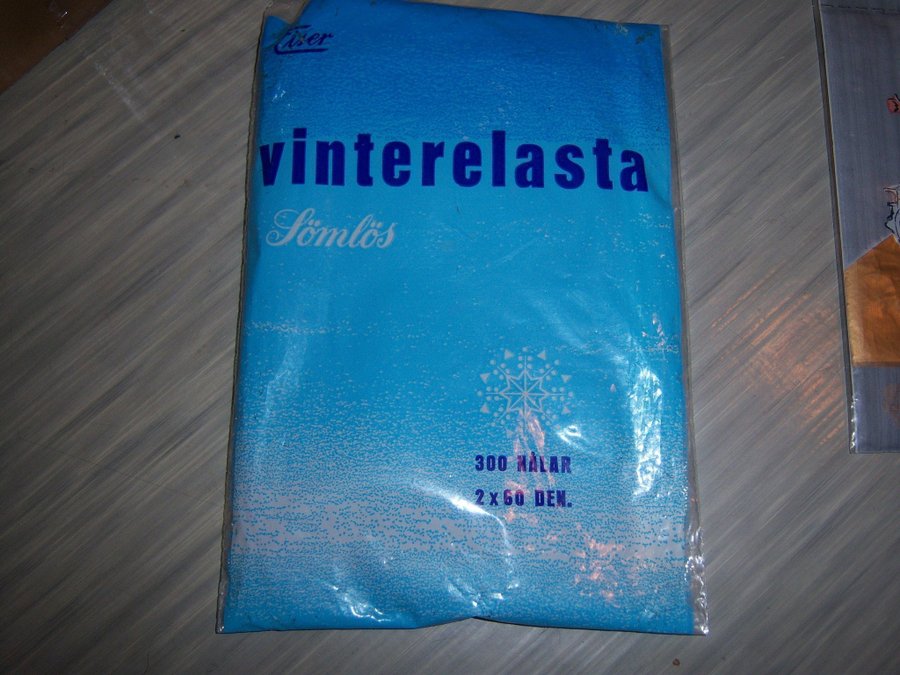 Eiser
vinterelasta
Sömlös
300 NÅLAR
2 x 60 DEN.